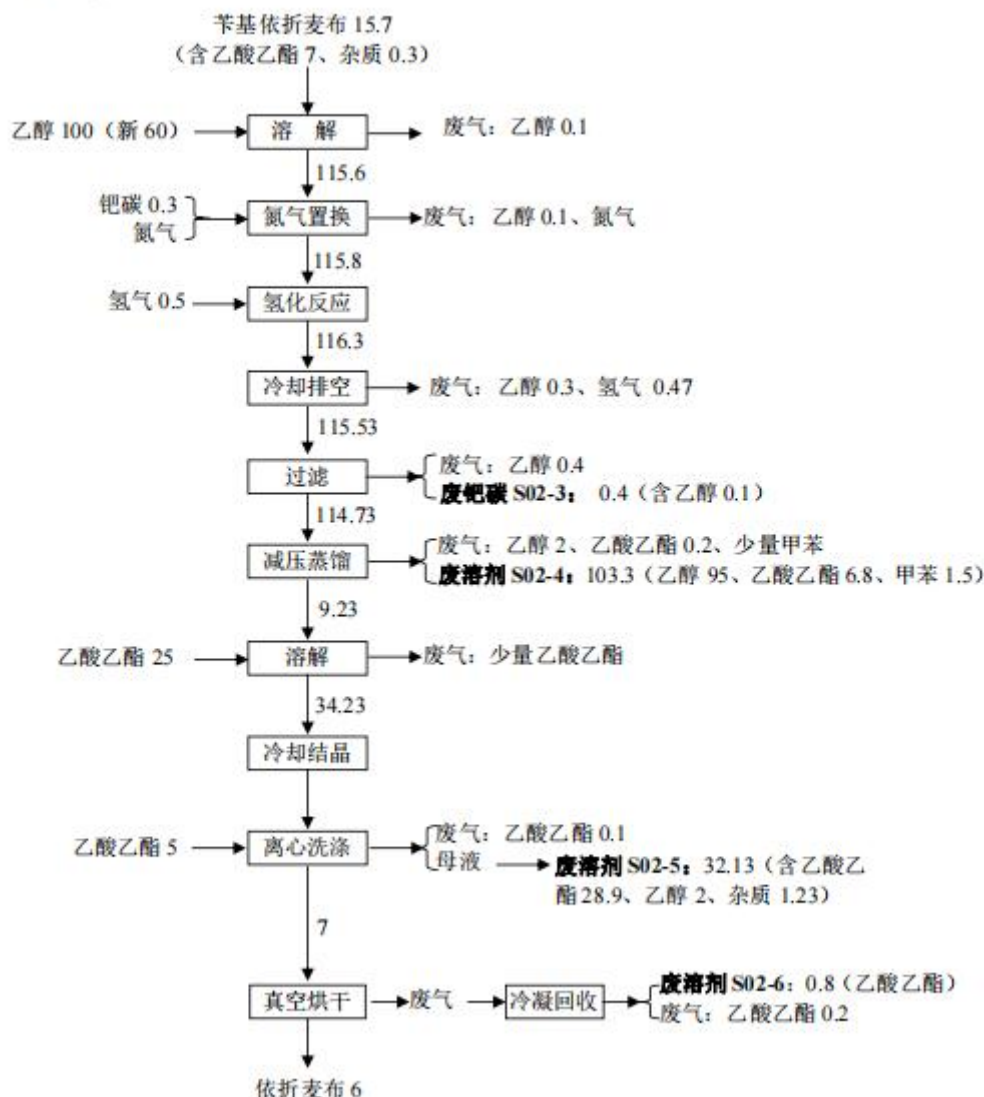 苄基依折麦布 15.7
（含乙酸乙酯 7、杂质 0.3）
乙醇 100（新 60）
溶 解
废气：乙醇 0.1
115.6
钯碳 0.3
氮气
氮气置换
废气：乙醇 0.1、氮气
115.8
氢气 0.5
氢化反应
116.3
冷却排空
废气：乙醇 0.3、氢气 0.47
115.53
过滤
废气：乙醇 0.4
废钯碳 S02-3： 0.4（含乙醇 0.1）
114.73
减压蒸馏
废气：乙醇 2、乙酸乙酯 0.2、少量甲苯
废溶剂 S02-4：103.3（乙醇 95、乙酸乙酯 6.8、甲苯 1.5）
9.23
乙酸乙酯 25
溶解
废气：少量乙酸乙酯
34.23
冷却结晶
乙酸乙酯 5
离心洗涤
废气：乙酸乙酯 0.1
母液
废溶剂 S02-5：32.13（含乙酸乙
酯 28.9、乙醇 2、杂质 1.23）
7
真空烘干
废气
冷凝回收
废溶剂 S02-6：0.8（乙酸乙酯）
废气：乙酸乙酯 0.2
依折麦布 6